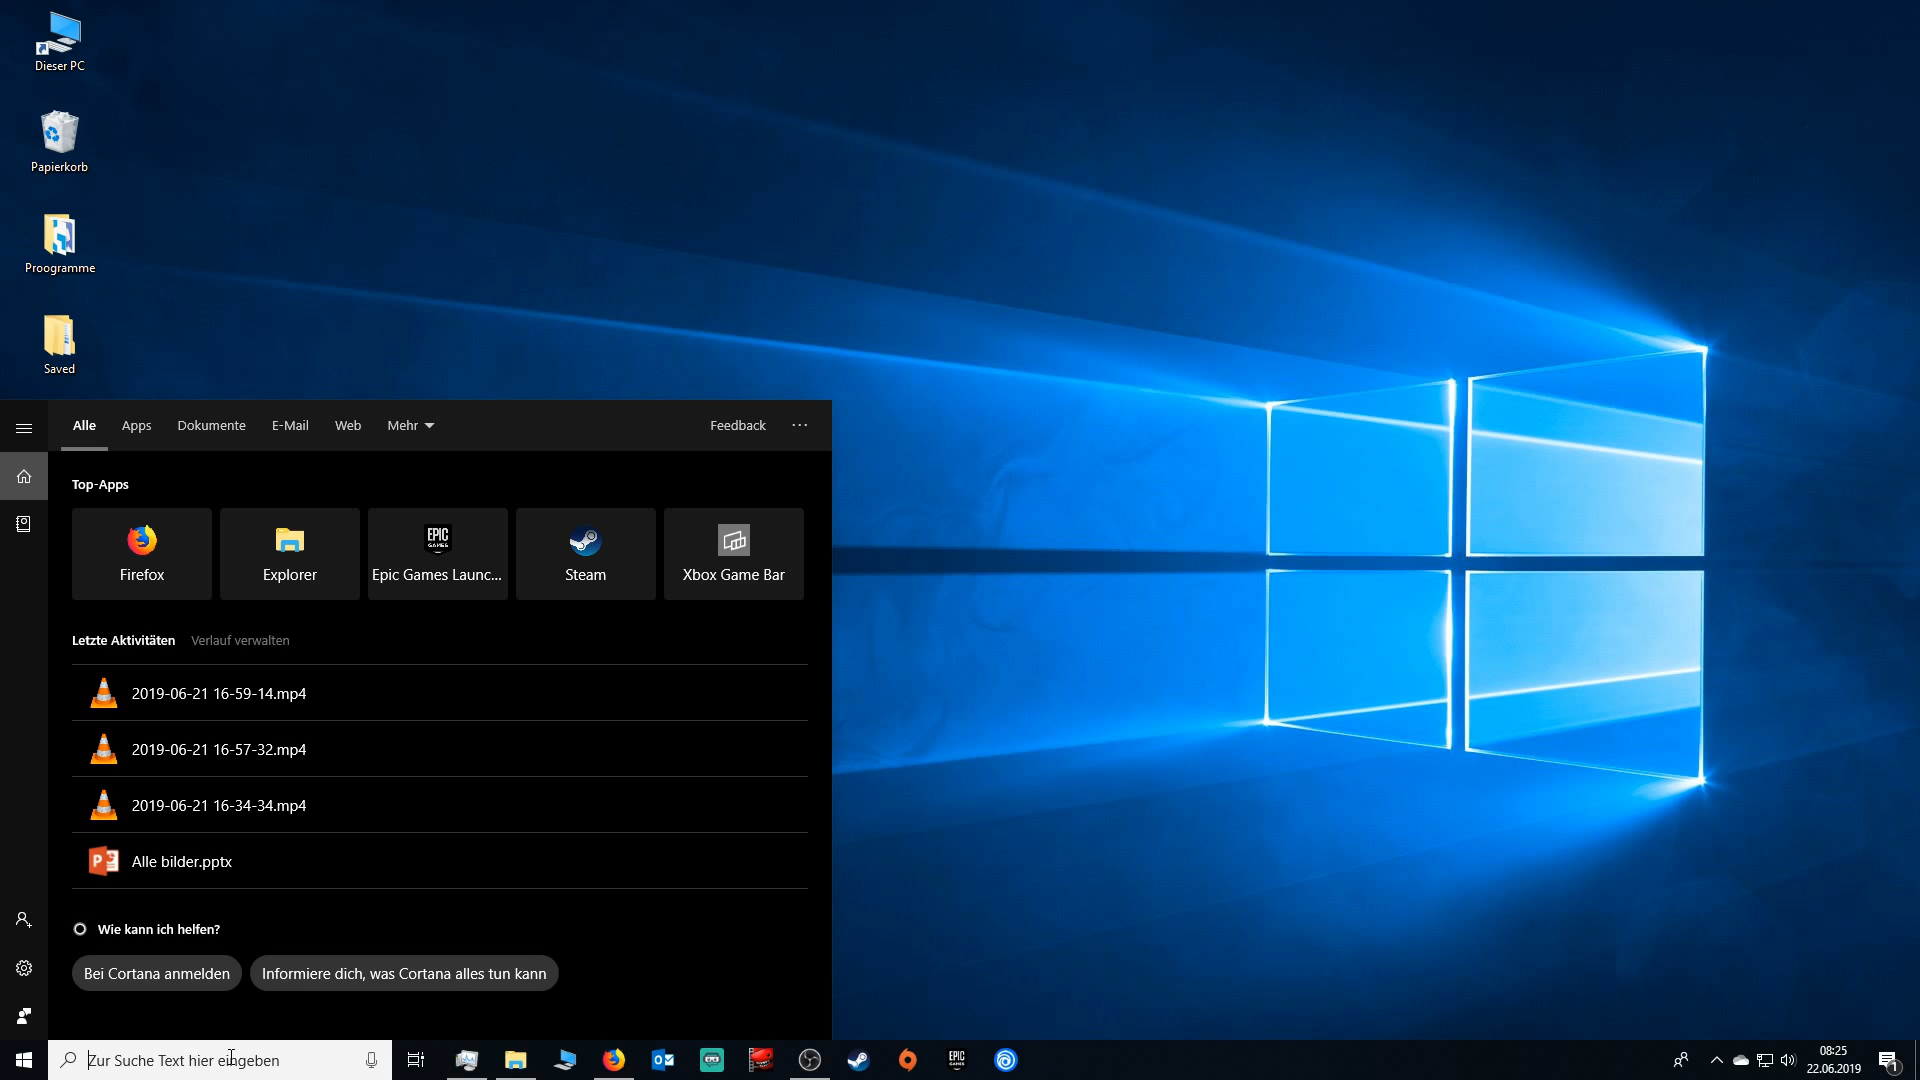 Dieser PC
Papierkorb
Proogramme
Saved
Alle Apps Dokumente E-Mail Web Mehr Feedback
Top-Apps
Firefox Explorer Epic Games Launc... Steam Xbox Game Bar
Letzte Aktivitäten Verlauf verwalten
2019-06-21 16-59-14.mp4
2019-06-21 16-57-32.mp4
2019-06-21 16-34-34.mp4
Alle bilder.pptx
Wie kann ich helfen?
Bei Cortana anmelden Informiere dich, was Cortana alles tun kann
Zur Suche Text hier eingeben
08:25
22.06.2019